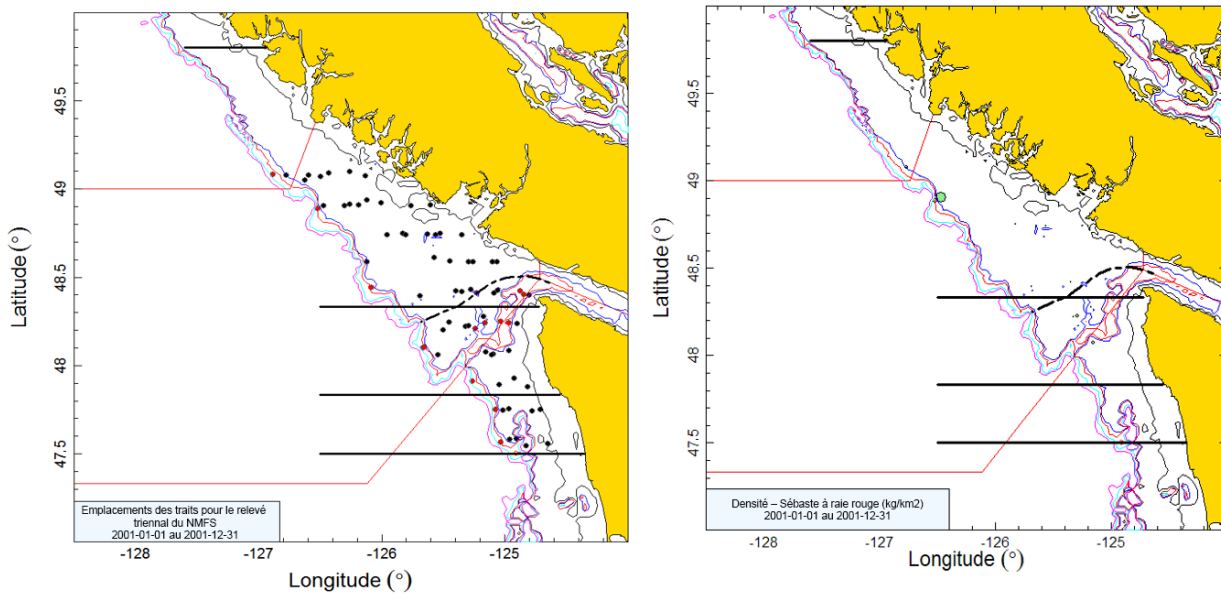 49.5
49
48.5
48
47.5
Latitude (°)
-128
-127
-126
-125
Longitude (°)
Emplacements des traits pour le relevé
triennal du NMFS
2001-01-01 au 2001-12-31
49.5
49
48.5
48
47.5
Latitude (°)
-128
-127
-126
-125
Longitude (°)
Densité – Sébaste à raie rouge (kg/km2)
2001-01-01 au 2001-12-31